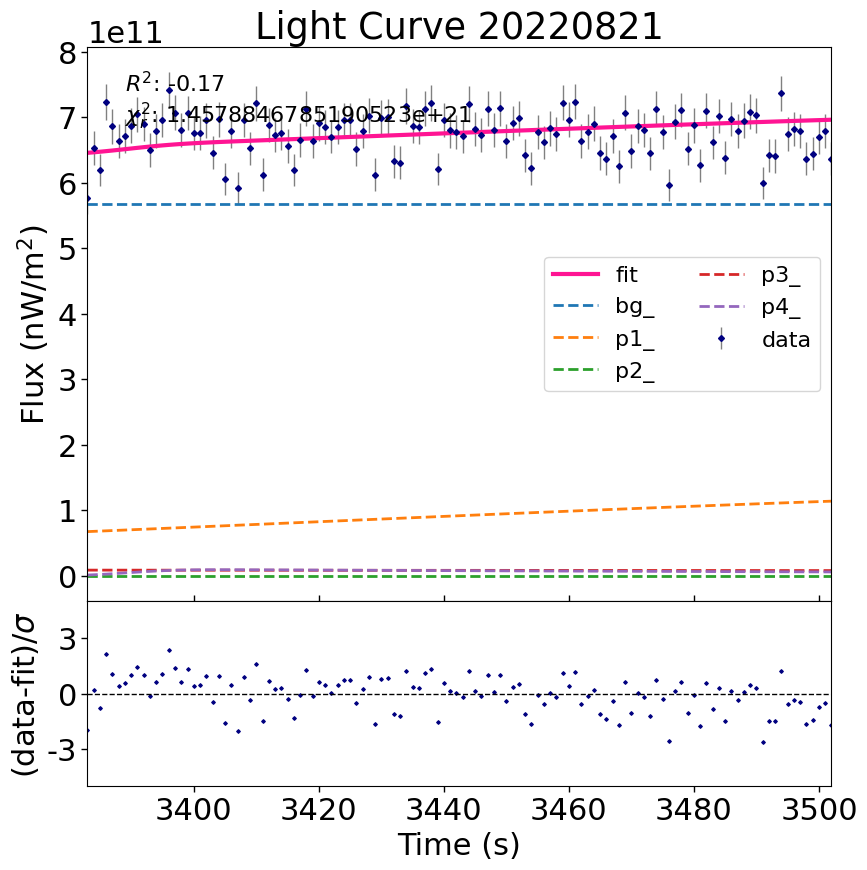 Light Curve 20220821
1e11
R²: -0.17
χᵣ²: 1.4578846785190523e+21
8
7
6
5
4
3
2
1
0
Flux (nW/m²)
fit
bg_
p1_
p2_
p3_
p4_
data
3
0
-3
(data-fit)/σ
3400 3420 3440 3460 3480 3500
Time (s)